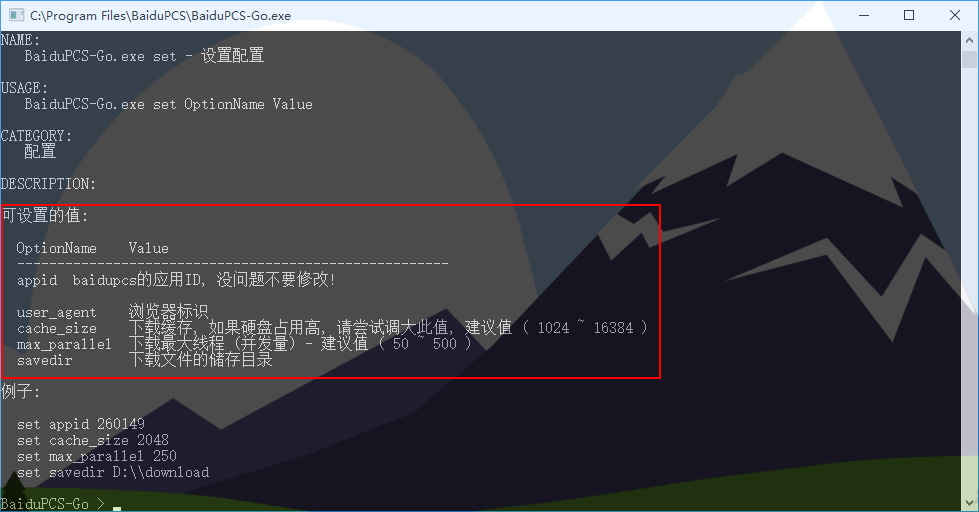 C:\Program Files\BaiduPCS\BaiduPCS-Go.exe
NAME:
BaiduPCS-Go.exe set - 设置配置
USAGE:
BaiduPCS-Go.exe set OptionName Value
CATEGORY:
配置
DESCRIPTION:
可设置的值:
OptionName Value
------------------------------------------------------
appid baidupcs的应用ID, 没问题不要修改!
user_agent 浏览器标识
cache_size 下载缓存, 如果硬盘占用高, 请尝试调大此值, 建议值 ( 1024 ~ 16384 )
max_parallel 下载最大线程 (并发量) - 建议值 ( 50 ~ 500 )
savedir 下载文件的储存目录
例子:
set appid 260149
set cache_size 2048
set max_parallel 250
set savedir D:\\download
BaiduPCS-Go >